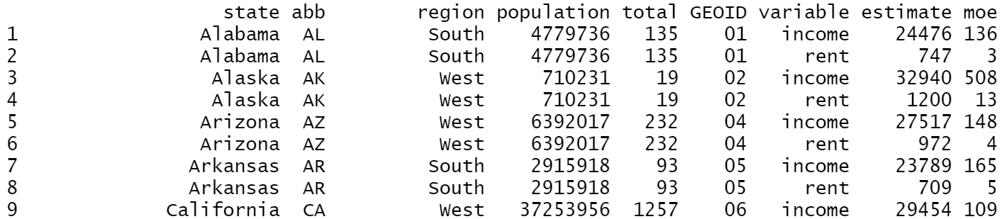 state abb region population total GEOID variable estimate moe
1 Alabama AL South 4779736 135 01 income 24476 136
2 Alabama AL South 4779736 135 01 rent 747 3
3 Alaska AK West 710231 19 02 income 32940 508
4 Alaska AK West 710231 19 02 rent 1200 13
5 Arizona AZ West 6392017 232 04 income 27517 148
6 Arizona AZ West 6392017 232 04 rent 972 4
7 Arkansas AR South 2915918 93 05 income 23789 165
8 Arkansas AR South 2915918 93 05 rent 709 5
9 California CA West 37253956 1257 06 income 29454 109